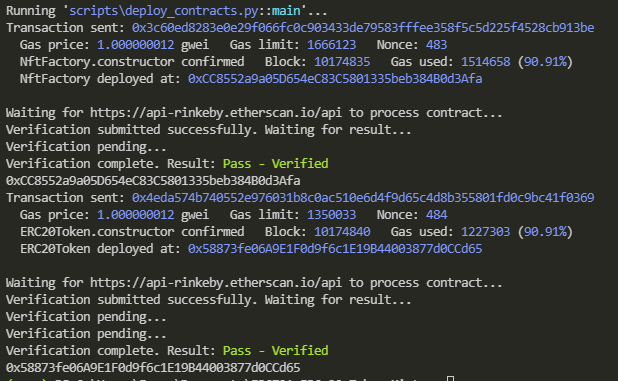 Running 'scripts\deploy_contracts.py::main'...
Transaction sent: 0x3c60ed8283e0e29f066fc0c903433de79583fffee358f5c5d225f4528cb913be
Gas price: 1.000000012 gwei   Gas limit: 1666123   Nonce: 483
NftFactory.constructor confirmed   Block: 10174835   Gas used: 1514658 (90.91%)
NftFactory deployed at: 0xCC8552a9a05D654eC83C5801335beb384B0d3Afa
Waiting for https://api-rinkeby.etherscan.io/api to process contract...
Verification submitted successfully. Waiting for result...
Verification pending...
Verification complete. Result: Pass - Verified
0xCC8552a9a05D654eC83C5801335beb384B0d3Afa
Transaction sent: 0x4eda574b740552e976031b8c0ac510e6d4f9d65c4d8b355801fd0c9bc41f0369
Gas price: 1.000000012 gwei   Gas limit: 1350033   Nonce: 484
ERC20Token.constructor confirmed   Block: 10174840   Gas used: 1227303 (90.91%)
ERC20Token deployed at: 0x58873fe06A9E1F0d9f6c1E19B44003877d0CCd65
Waiting for https://api-rinkeby.etherscan.io/api to process contract...
Verification submitted successfully. Waiting for result...
Verification pending...
Verification pending...
Verification complete. Result: Pass - Verified
0x58873fe06A9E1F0d9f6c1E19B44003877d0CCd65